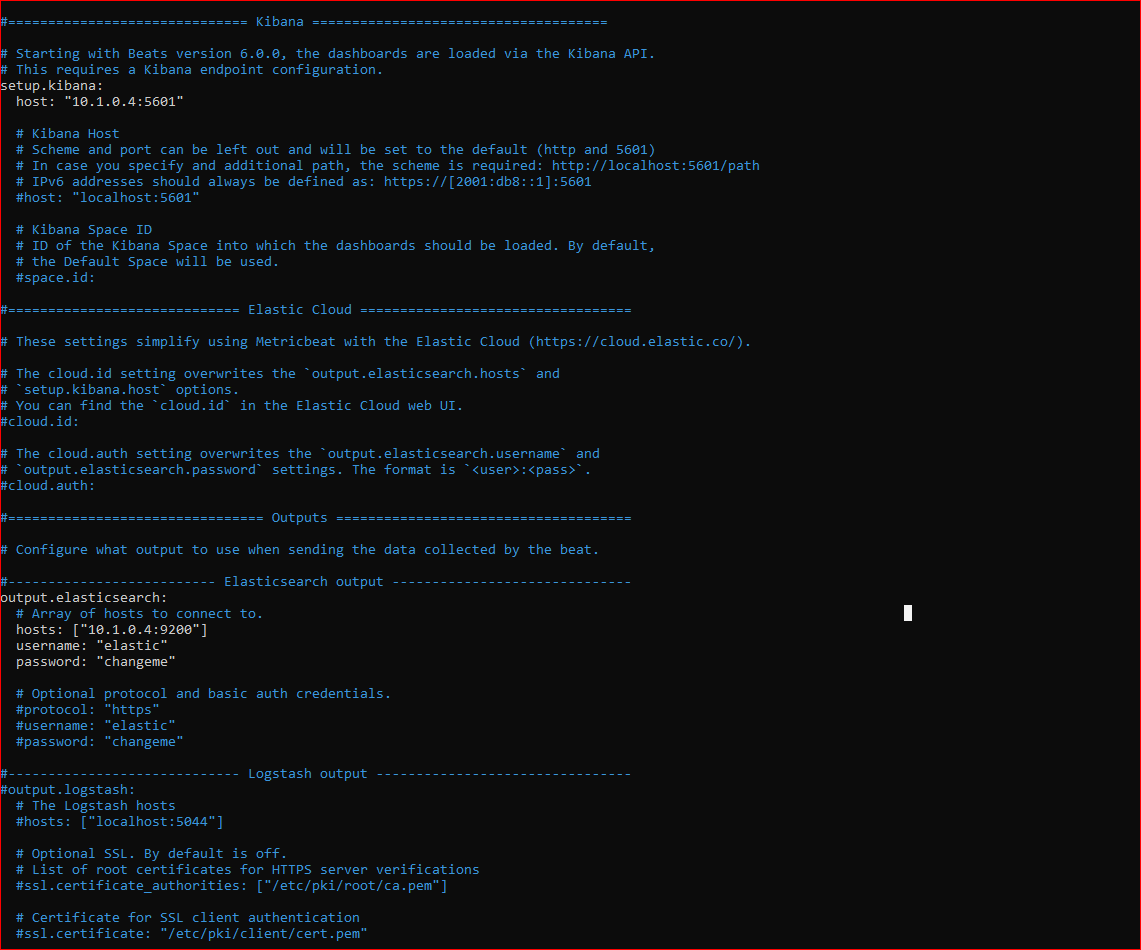 #============================== Kibana =====================================
# Starting with Beats version 6.0.0, the dashboards are loaded via the Kibana API.
# This requires a Kibana endpoint configuration.
setup.kibana:
  host: "10.1.0.4:5601"
  # Kibana Host
  # Scheme and port can be left out and will be set to the default (http and 5601)
  # In case you specify and additional path, the scheme is required: http://localhost:5601/path
  # IPv6 addresses should always be defined as: https://[2001:db8::1]:5601
  #host: "localhost:5601"
  # Kibana Space ID
  # ID of the Kibana Space into which the dashboards should be loaded. By default,
  # the Default Space will be used.
  #space.id:
#============================= Elastic Cloud ==================================
# These settings simplify using Metricbeat with the Elastic Cloud (https://cloud.elastic.co/).
# The cloud.id setting overwrites the `output.elasticsearch.hosts` and
# `setup.kibana.host` options.
# You can find the `cloud.id` in the Elastic Cloud web UI.
#cloud.id:
# The cloud.auth setting overwrites the `output.elasticsearch.username` and
# `output.elasticsearch.password` settings. The format is `<user>:<pass>`.
#cloud.auth:
#================================ Outputs =====================================
# Configure what output to use when sending the data collected by the beat.
#-------------------------- Elasticsearch output ------------------------------
output.elasticsearch:
  # Array of hosts to connect to.
  hosts: ["10.1.0.4:9200"]
  username: "elastic"
  password: "changeme"
  # Optional protocol and basic auth credentials.
  #protocol: "https"
  #username: "elastic"
  #password: "changeme"
#----------------------------- Logstash output --------------------------------
#output.logstash:
  # The Logstash hosts
  #hosts: ["localhost:5044"]
  # Optional SSL. By default is off.
  # List of root certificates for HTTPS server verifications
  #ssl.certificate_authorities: ["/etc/pki/root/ca.pem"]
  # Certificate for SSL client authentication
  #ssl.certificate: "/etc/pki/client/cert.pem"